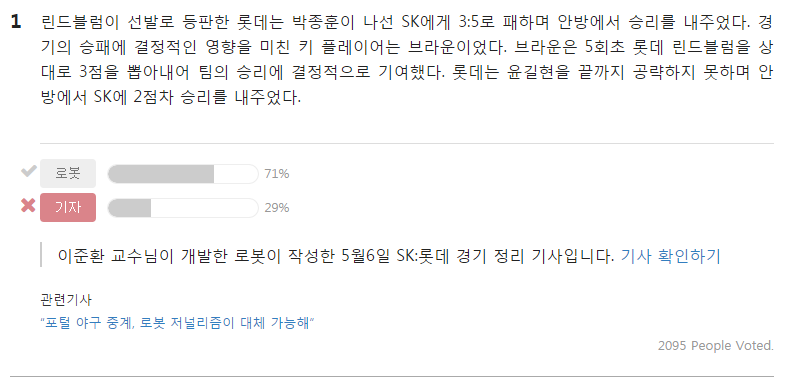 1 린드블럼이 선발로 등판한 롯데는 박종훈이 나선 SK에게 3:5로 패하며 안방에서 승리를 내주었다. 경
기의 승패에 결정적인 영향을 미친 키 플레이어는 브라운이었다. 브라운은 5회초 롯데 린드블럼을 상
대로 3점을 뽑아내어 팀의 승리에 결정적으로 기여했다. 롯데는 윤길현을 끝까지 공략하지 못하며 안
방에서 SK에 2점차 승리를 내주었다.
로봇 71%
기자 29%
이준환 교수님이 개발한 로봇이 작성한 5월6일 SK:롯데 경기 정리 기사입니다. 기사 확인하기
관련기사
“포털 야구 중계, 로봇 저널리즘이 대체 가능해”
2095 People Voted.